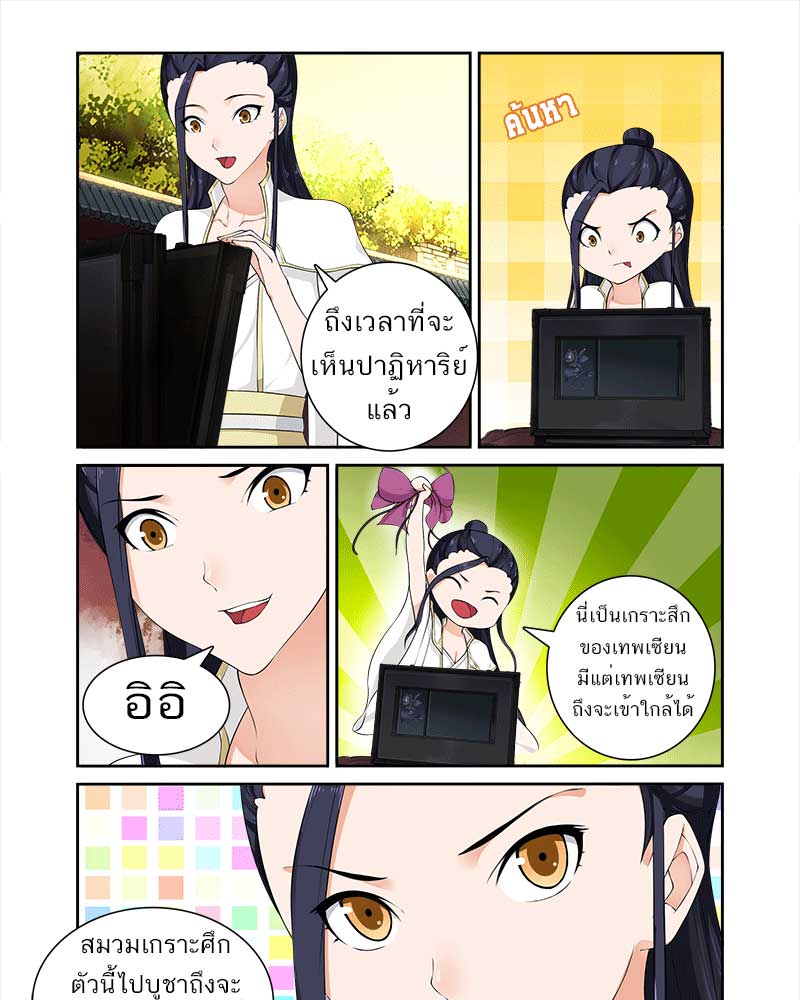 ถึงเวลาที่จะ
เห็นปาฏิหาริย์
แล้ว
ค้นหา
อิอิ
นี่เป็นเกราะสึก
ของเทพเซียน
มีแต่เทพเซียน
ถึงจะเข้าใกล้ได้
สมวมเกราะศึก
ตัวนี้ไปบูชาถึงจะ